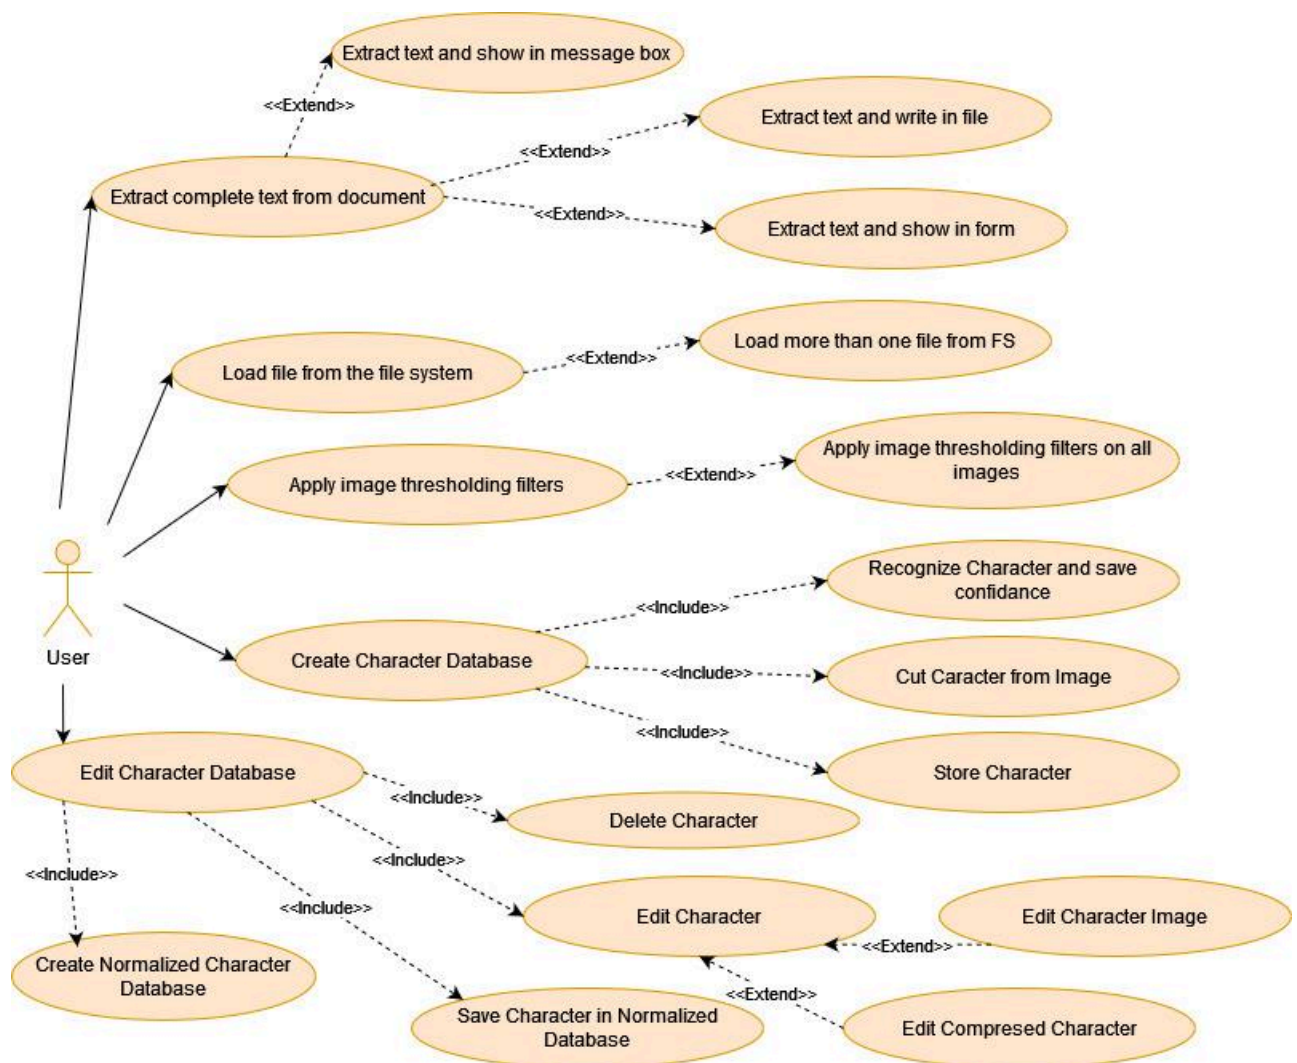 Extract text and show in message box
<<Extend>>
Extract text and write in file
<<Extend>>
Extract complete text from document
<<Extend>>
Extract text and show in form
Load more than one file from FS
<<Extend>>
Load file from the file system
Apply image thresholding filters on all
images
<<Extend>>
Apply image thresholding filters
Recognize Character and save
confidance
<<Include>>
User
Create Character Database
<<Include>>
Cut Caracter from Image
<<Include>>
Store Character
Edit Character Database
<<Include>>
Delete Character
<<Include>>
<<Include>>
<<Include>>
Edit Character
Edit Character Image
<<Extend>>
Create Normalized Character
Database
<<Extend>>
Save Character in Normalized
Database
Edit Compresed Character